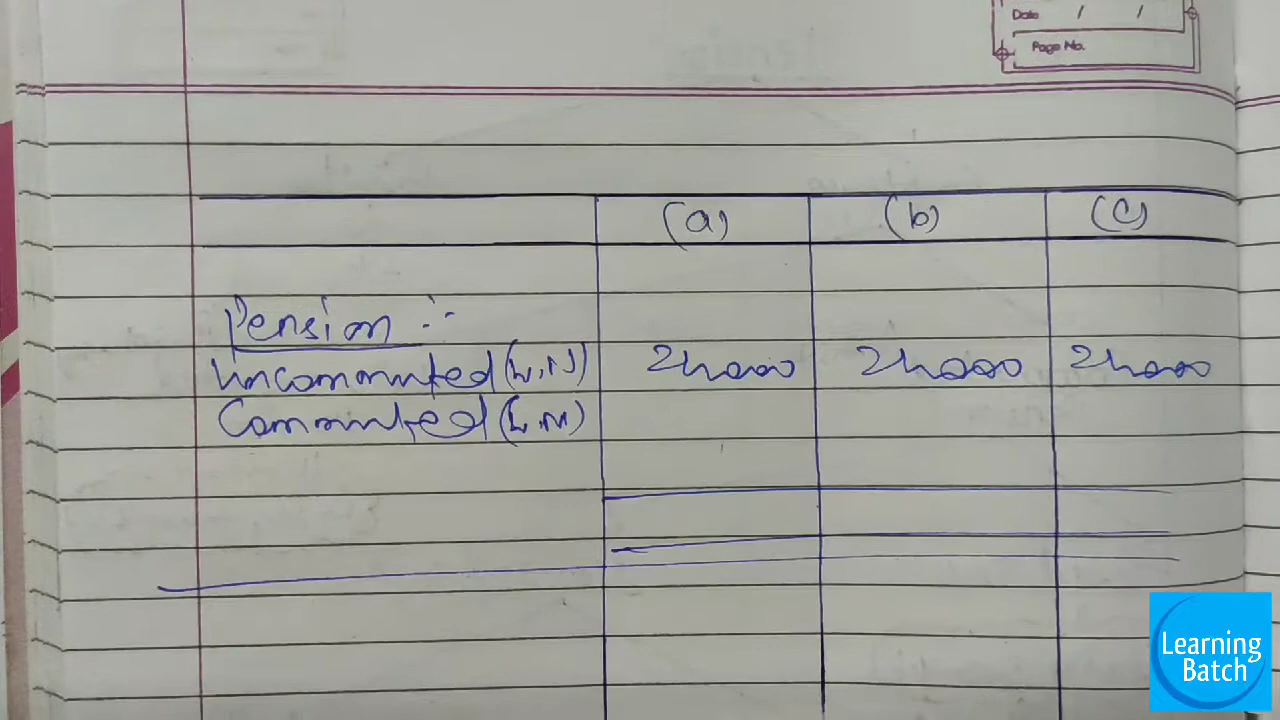 Date / /
Page No.
(a) (b) (c)
Pension :-
Uncommuted (W.N) 24000 24000 24000
Commuted (W.N)
Learning
Batch